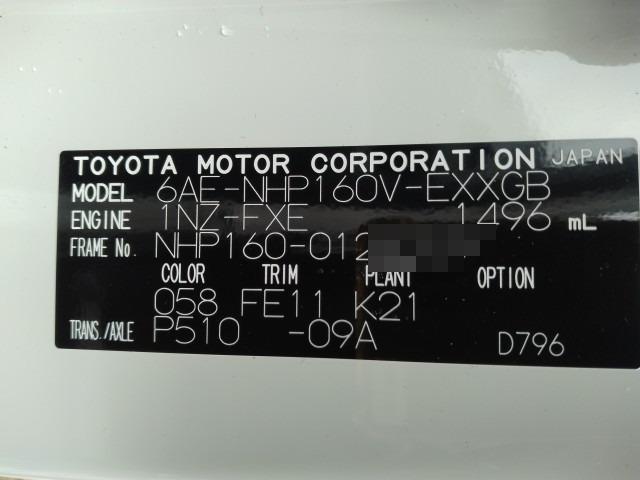 TOYOTA MOTOR CORPORATION JAPAN
MODEL 6AE-NHP160V-EXXGB
ENGINE 1NZ-FXE 1496 mL
FRAME No. NHP160-012
COLOR TRIM PLANT OPTION
058 FE11 K21
TRANS./AXLE P510 -09A D796